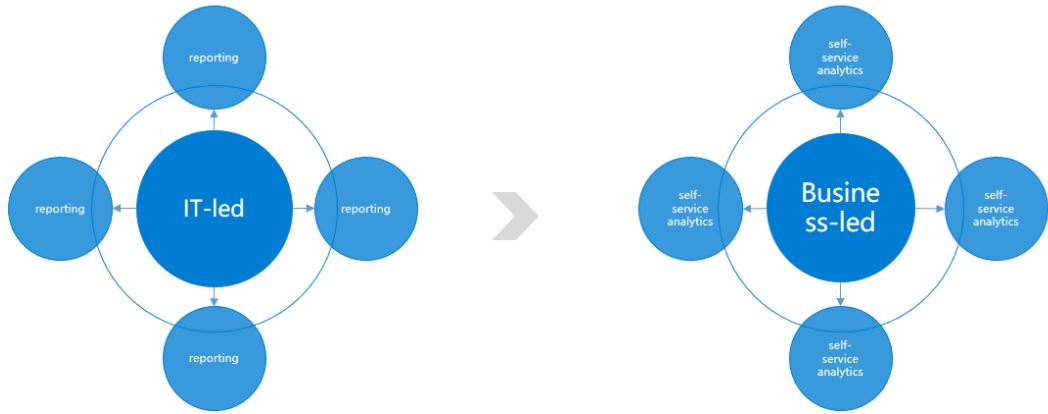 reporting
reporting
IT-led
reporting
reporting
self-
service
analytics
self-
service
analytics
Busine
ss-led
self-
service
analytics
self-
service
analytics